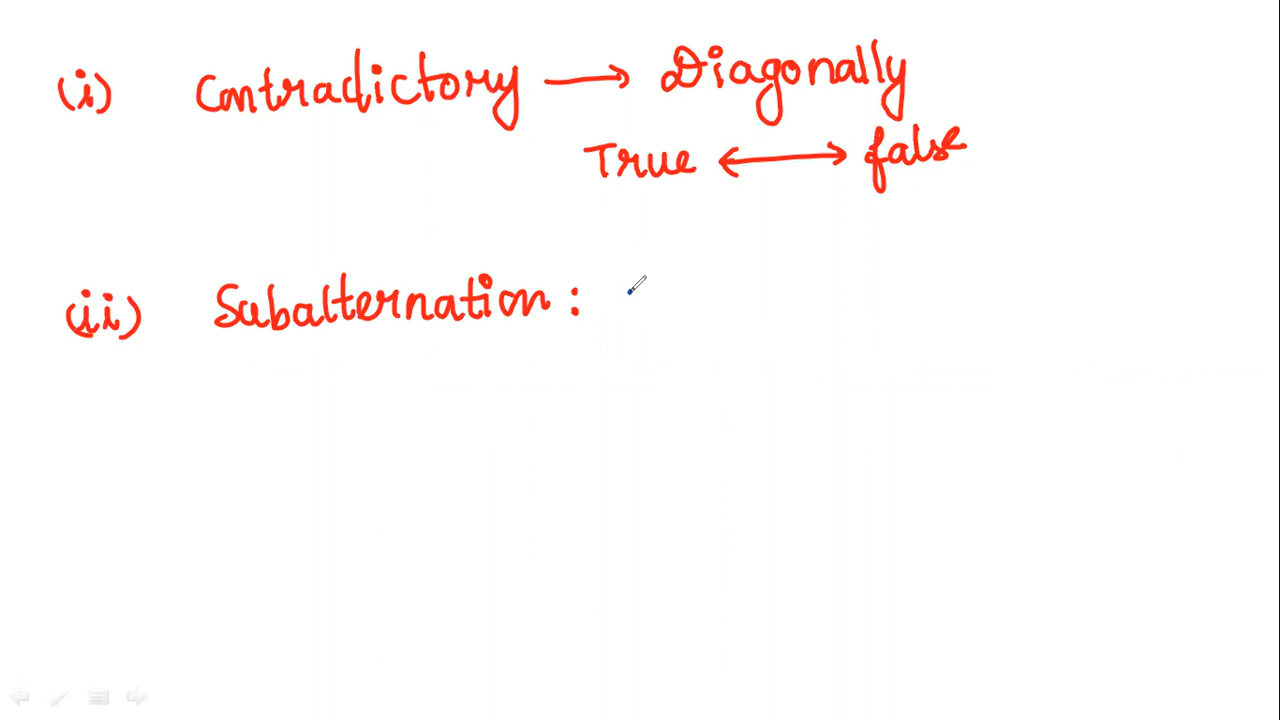 (i) Contradictory → Diagonally
True ↔ false
(ii) Subalternation :